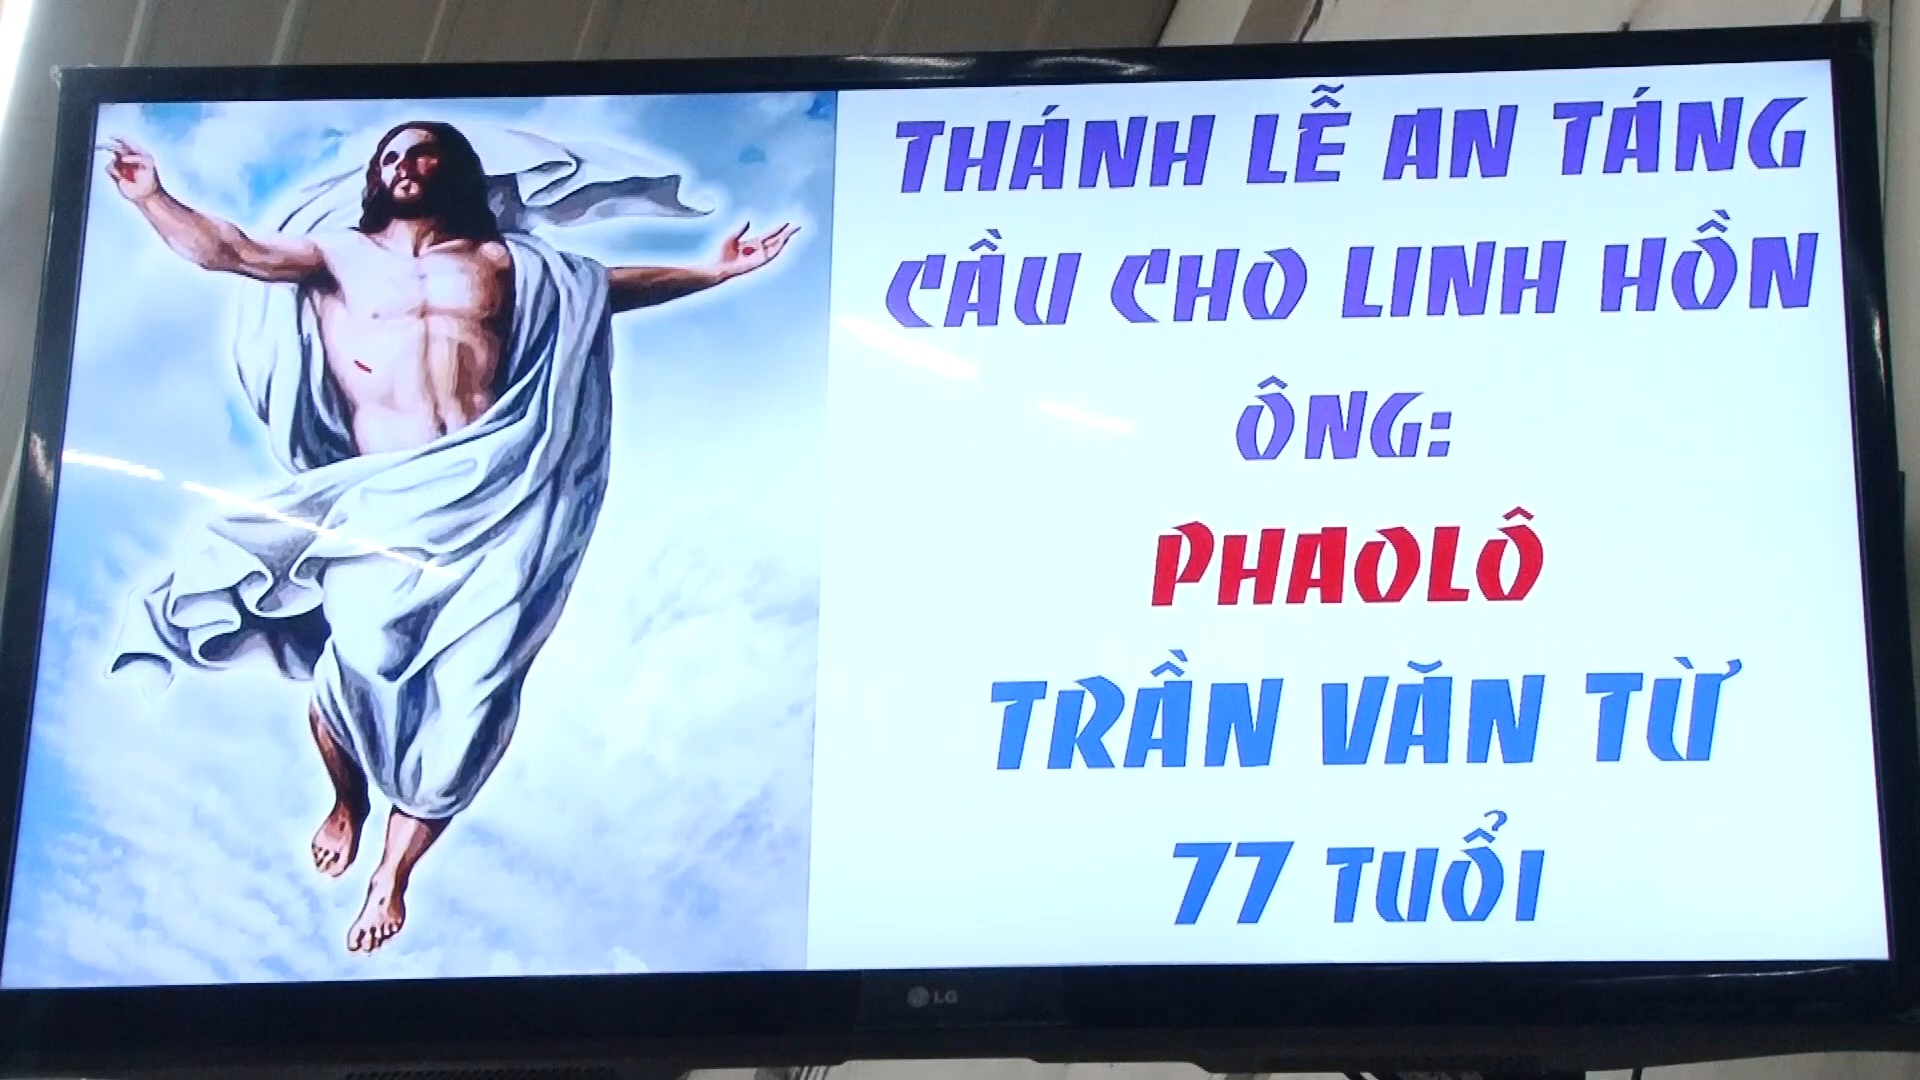 THÁNH LỄ AN TÁNG
CẦU CHO LINH HỒN
ÔNG:
PHAOLÔ
TRẦN VĂN TỪ
77 TUỔI
LG